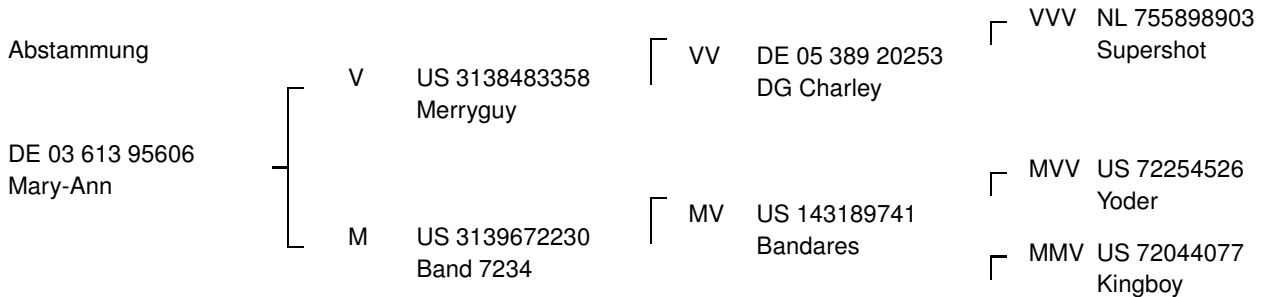 Abstammung
DE 03 613 95606
Mary-Ann
V US 3138483358
Merryguy
M US 3139672230
Band 7234
VV DE 05 389 20253
DG Charley
MV US 143189741
Bandares
VVV NL 755898903
Supershot
MVV US 72254526
Yoder
MMV US 72044077
Kingboy